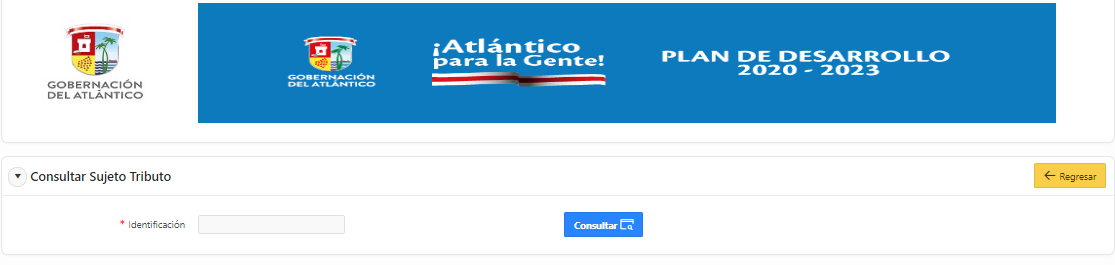 GOBERNACIÓN
DEL ATLÁNTICO
GOBERNACIÓN
DEL ATLÁNTICO
¡Atlántico
para la Gente!
PLAN DE DESARROLLO
2020 - 2023
Consultar Sujeto Tributo
Regresar
* Identificación
Consultar